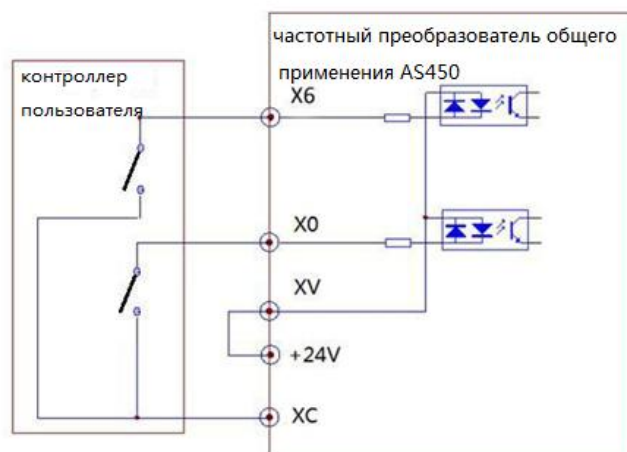 частотный преобразователь общего
применения AS450
контроллер
пользователя
X6
X0
XV
+24V
XC